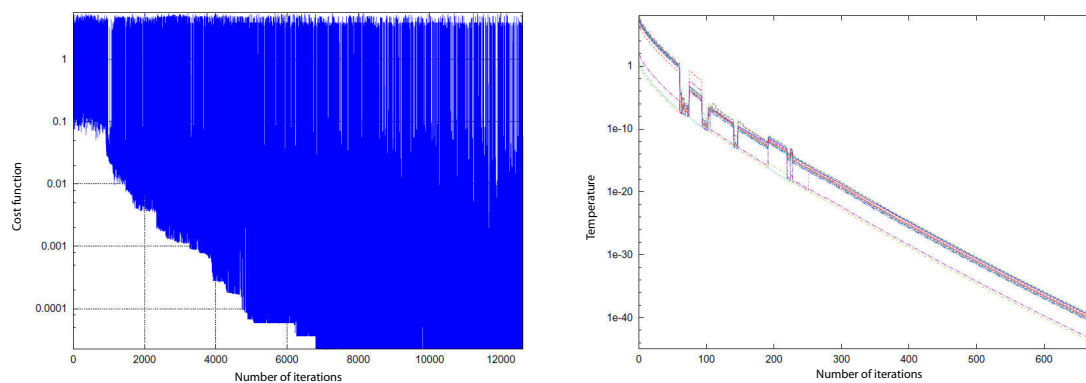 Cost function
1
0.1
0.01
0.001
0.0001
0
2000
4000
6000
8000
10000
12000
Number of itierations
Temperature
1
1e-10
1e-20
1e-30
1e-40
0
100
200
300
400
500
600
Number of iterations